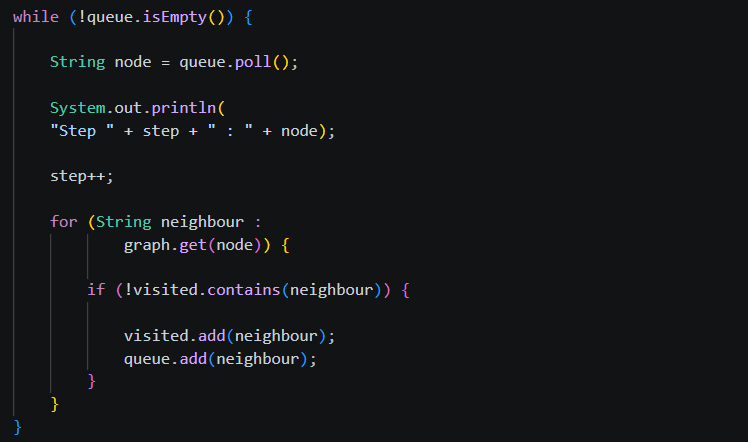 while (!queue.isEmpty()) {
String node = queue.poll();
System.out.println(
"Step " + step + " : " + node);
step++;
for (String neighbour :
graph.get(node)) {
if (!visited.contains(neighbour)) {
visited.add(neighbour);
queue.add(neighbour);
}
}
}